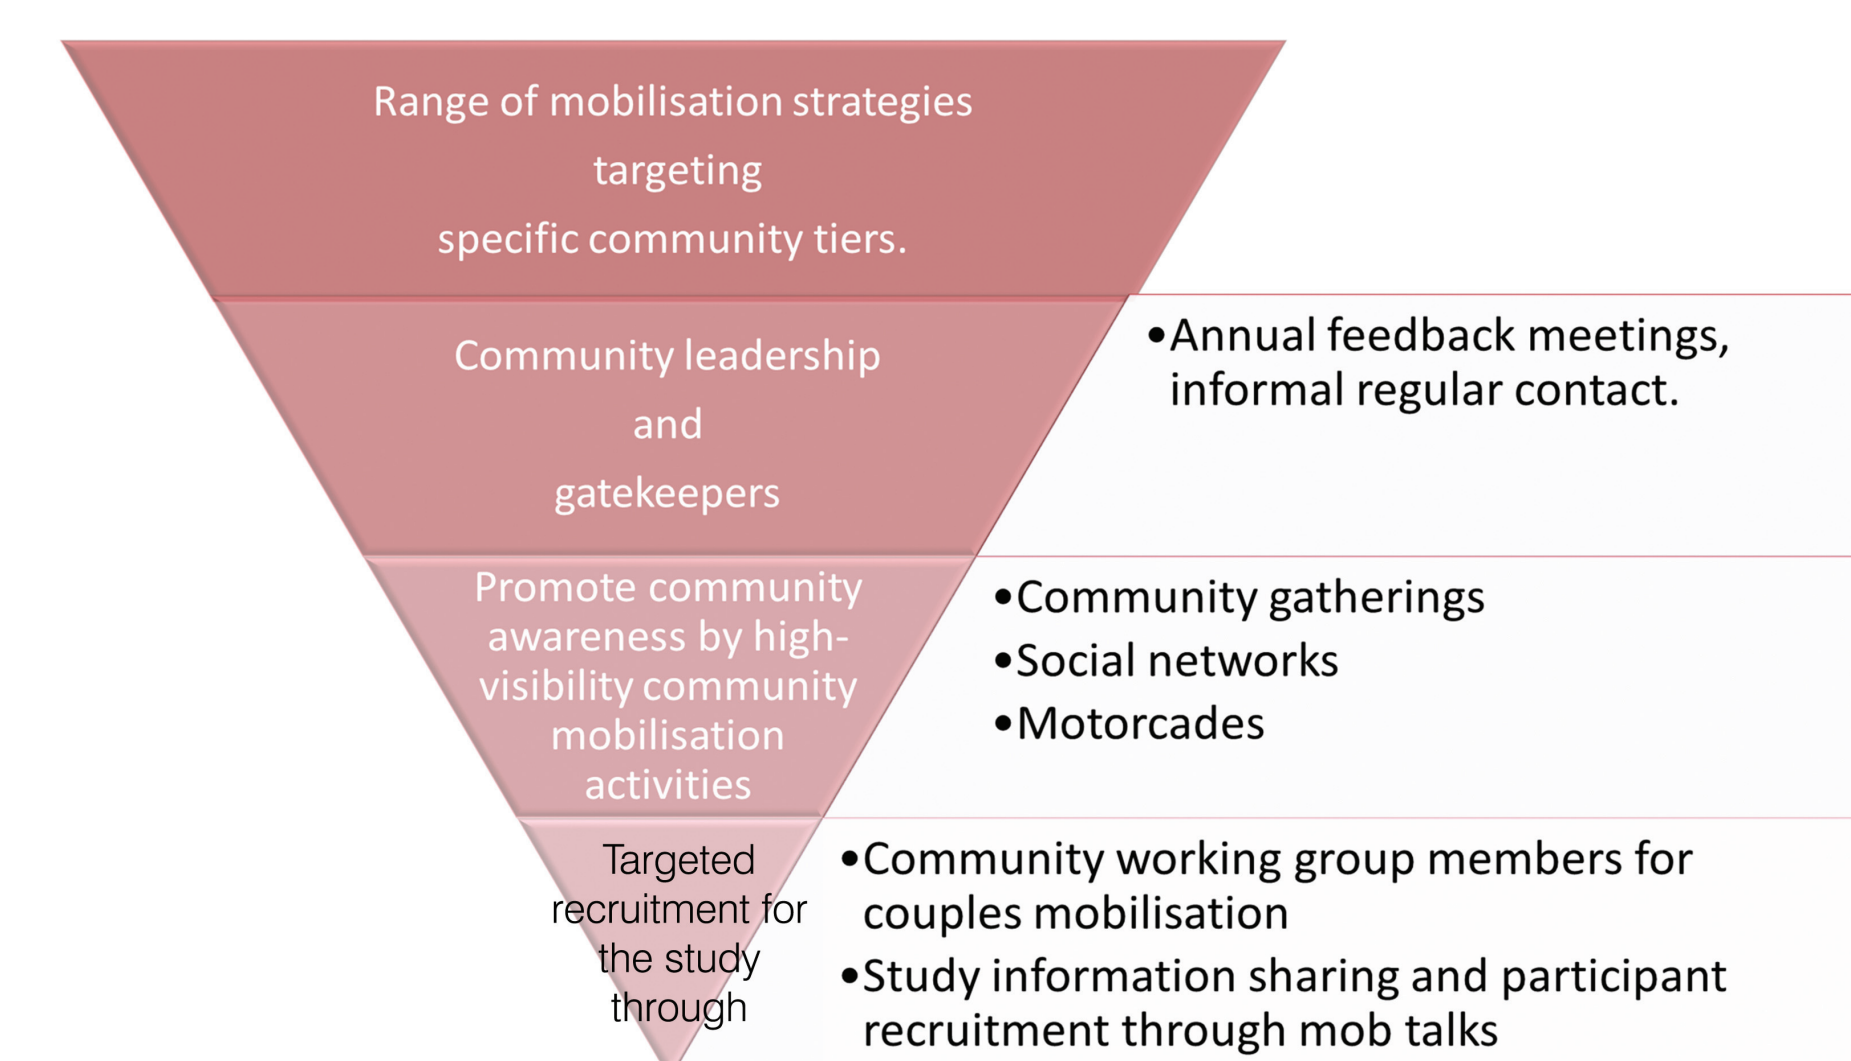 Range of mobilisation strategies
targeting
specific community tiers.
Community leadership
and
gatekeepers
•Annual feedback meetings,
informal regular contact.
Promote community
awareness by high-
visibility community
mobilisation
activities
•Community gatherings
•Social networks
•Motorcades
Targeted
recruitment for
the study
through
•Community working group members for
couples mobilisation
•Study information sharing and participant
recruitment through mob talks